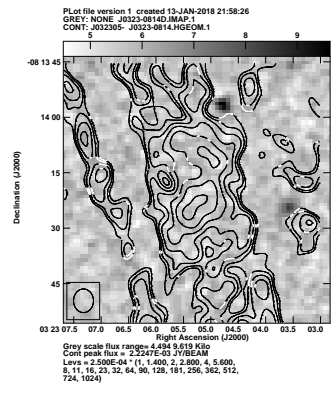 PLot file version 1 created 13-JAN-2018 21:58:26
GREY: NONE J0323-0814D.IMAP.1
CONT: J032305- J0323-0814.HGEOM.1
5 6 7 8 9
-08 13 45
14 00
15
30
45
Declination (J2000)
03 23 07.5 07.0 06.5 06.0 05.5 05.0 04.5 04.0 03.5 03.0
Right Ascension (J2000)
Grey scale flux range= 4.494 9.619 Kilo
Cont peak flux = 2.2247E-03 JY/BEAM
Levs = 2.500E-04 * (1, 1.400, 2, 2.800, 4, 5.600,
8, 11, 16, 23, 32, 64, 90, 128, 181, 256, 362, 512,
724, 1024)